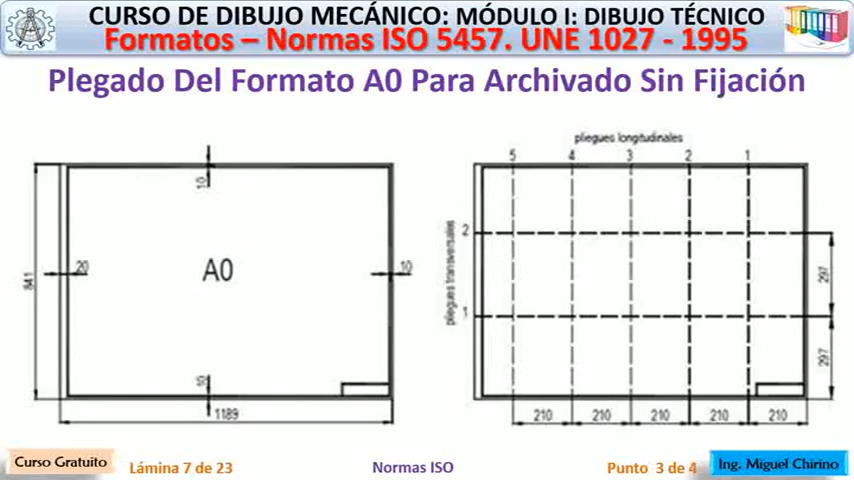 CURSO DE DIBUJO MECÁNICO: MÓDULO I: DIBUJO TÉCNICO
Formatos – Normas ISO 5457. UNE 1027 - 1995
Plegado Del Formato A0 Para Archivado Sin Fijación
pliegues longitudinales
5 4 3 2 1
10
2
pliegues transversales
841
20
A0
10
297
1
10
297
1189
210 210 210 210 210
Curso Gratuito
Lámina 7 de 23
Normas ISO
Punto 3 de 4
Ing. Miguel Chirino